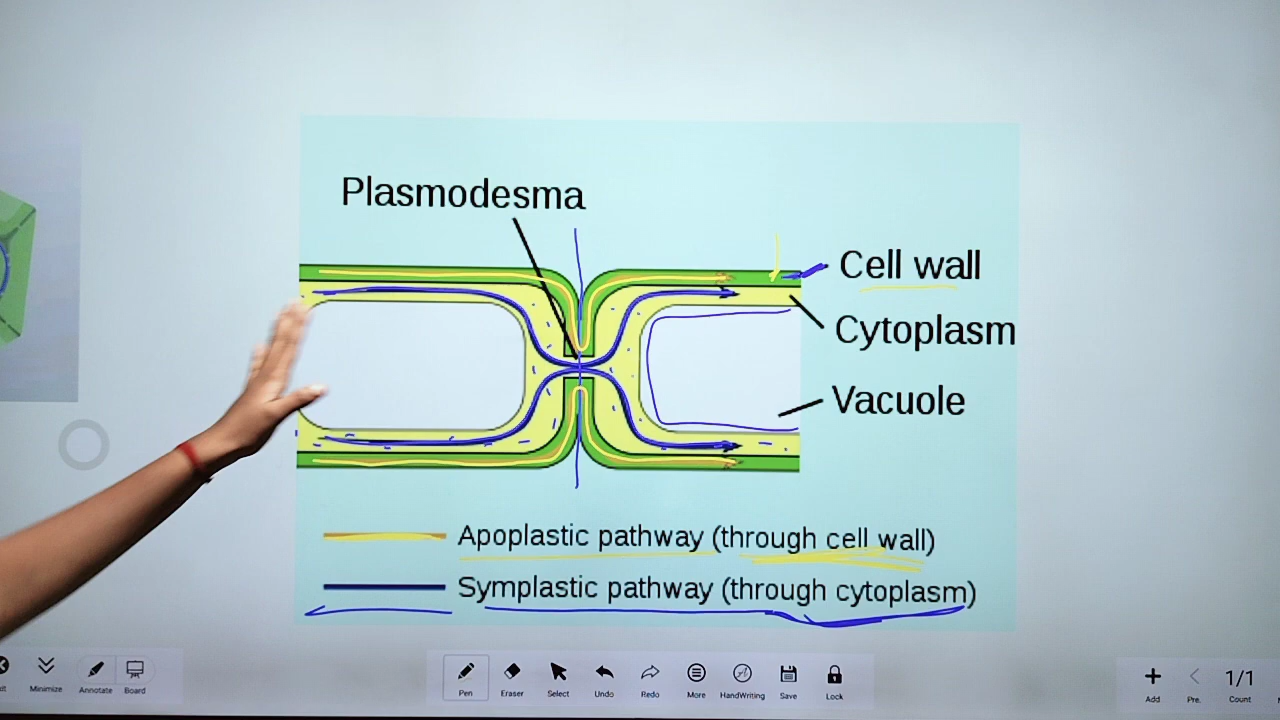 Plasmodesma
Cell wall
Cytoplasm
Vacuole
Apoplastic pathway (through cell wall)
Symplastic pathway (through cytoplasm)
Minimize
Annotate
Board
Pen
Eraser
Select
Undo
Redo
More
HandWriting
Save
Lock
Add
Pre.
1/1
Count